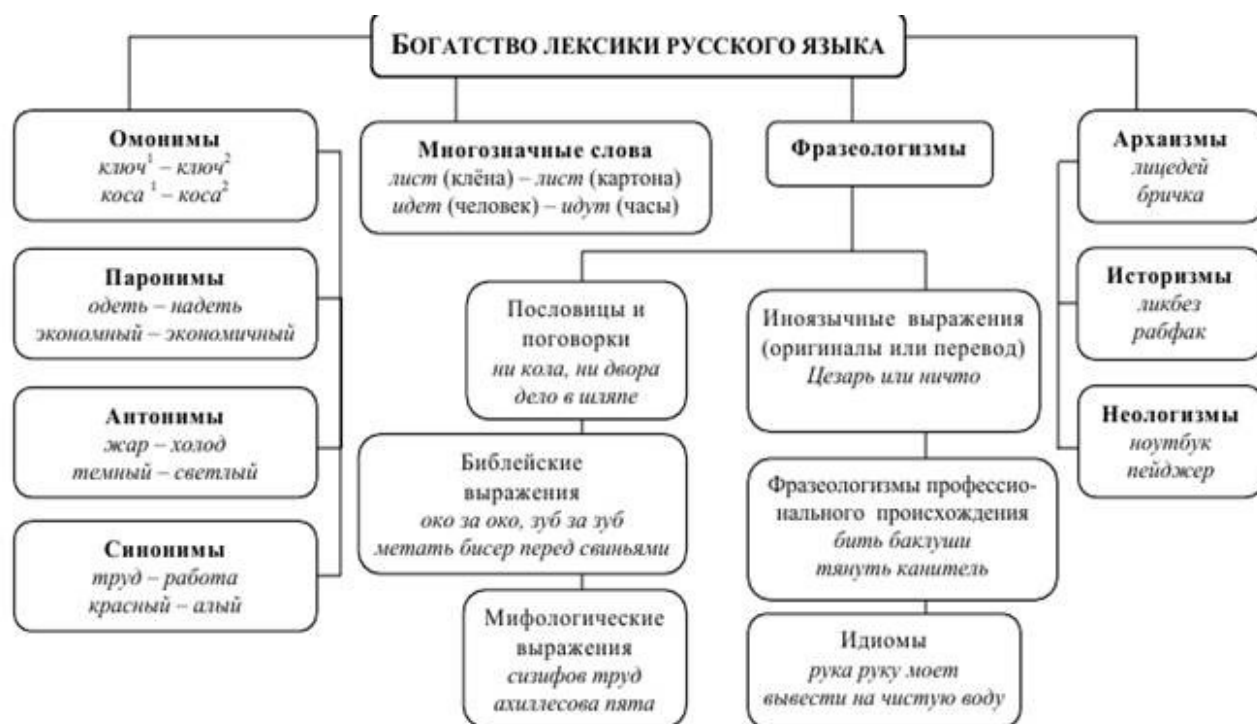 БОГАТСТВО ЛЕКСИКИ РУССКОГО ЯЗЫКА
Омонимы
ключ¹ – ключ²
коса ¹ – коса²
Паронимы
одеть – надеть
экономный – экономичный
Антонимы
жар – холод
темный – светлый
Синонимы
труд – работа
красный – алый
Многозначные слова
лист (клёна) – лист (картона)
идет (человек) – идут (часы)
Фразеологизмы
Пословицы и
поговорки
ни кола, ни двора
дело в шляпе
Библейские
выражения
око за око, зуб за зуб
метать бисер перед свиньями
Мифологические
выражения
сизифов труд
ахиллесова пята
Иноязычные выражения
(оригиналы или перевод)
Цезарь или ничто
Фразеологизмы профессио-
нального происхождения
бить баклуши
тянуть канитель
Идиомы
рука руку моет
вывести на чистую воду
Архаизмы
лицедей
бричка
Историзмы
ликбез
рабфак
Неологизмы
ноутбук
пейджер